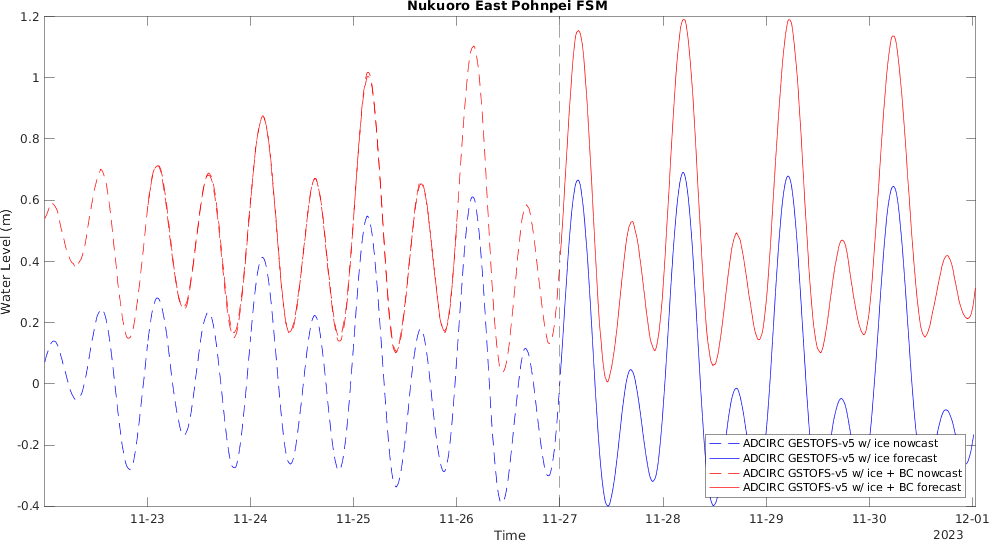 Nukuoro East Pohnpei FSM
1.2
1
0.8
0.6
0.4
0.2
0
-0.2
-0.4
Water Level (m)
ADCIRC GESTOFS-v5 w/ ice nowcast
ADCIRC GESTOFS-v5 w/ ice forecast
ADCIRC GSTOFS-v5 w/ ice + BC nowcast
ADCIRC GSTOFS-v5 w/ ice + BC forecast
11-23 11-24 11-25 11-26 11-27 11-28 11-29 11-30 12-01
Time
2023